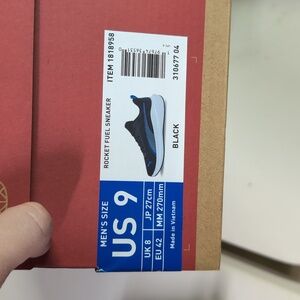 ITEM 1818958
310677 04
ROCKET FUEL SNEAKER
BLACK
MEN'S SIZE
US 9
UK 8
EU 42
JP 27cm
MM 270mm
Made in Vietnam